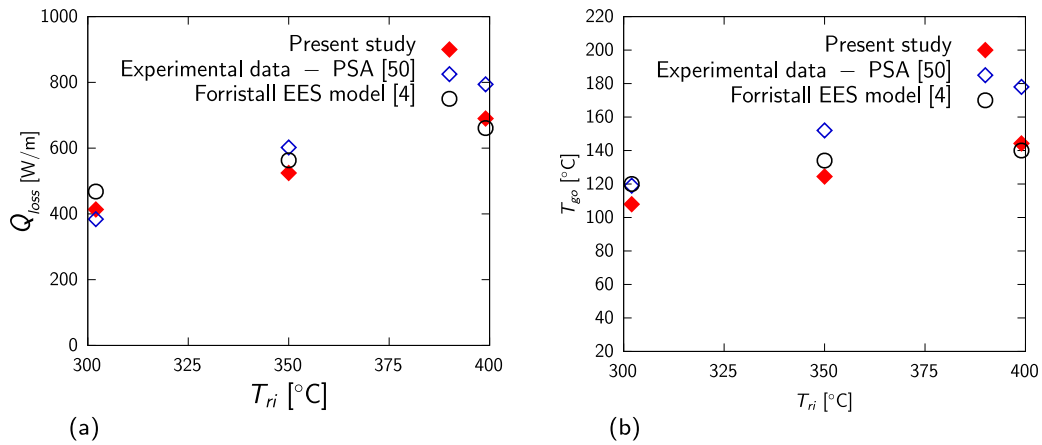 1000
800
600
400
200
0
300
325
350
375
400
Q_loss [W/m]
T_ri [°C]
Present study
Experimental data − PSA [50]
Forristall EES model [4]
(a)
220
200
180
160
140
120
100
80
60
40
20
300
325
350
375
400
T_go [°C]
T_ri [°C]
Present study
Experimental data − PSA [50]
Forristall EES model [4]
(b)